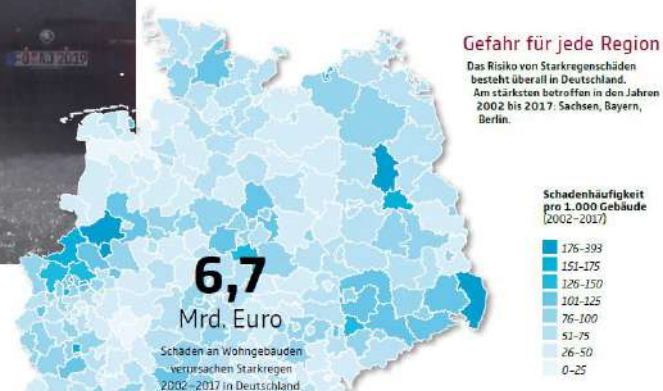 Gefahr für jede Region
Das Risiko von Starkregenschäden
besteht überall in Deutschland.
Am stärksten betroffen in den Jahren
2002 bis 2017: Sachsen, Bayern,
Berlin.
Schadenhäufigkeit
pro 1.000 Gebäude
(2002–2017)
176–393
151–175
126–150
101–125
76–100
51–75
26–50
0–25
6,7
Mrd. Euro
Schäden an Wohngebäuden
verursachen Starkregen
2002–2017 in Deutschland